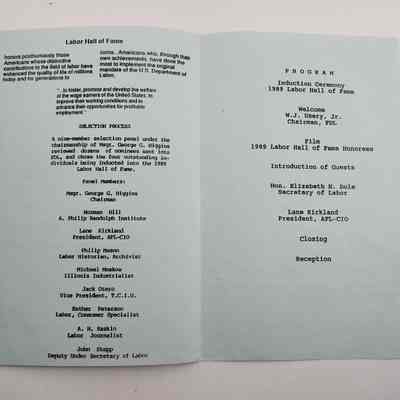 Labor Hall of Fame
honors posthumously those
Americans whose distinctive
contributions to the field of labor have
enhanced the quality of life of millions
today and for generations to
come...Americans who, through their
own achievements, have done the
most to implement the original
mandate of the U.S. Department of
Labor,
"...to foster, promote and develop the welfare
of the wage earners of the United States, to
improve their working conditions and to
advance their opportunities for profitable
employment."
SELECTION PROCESS
A nine-member selection panel under the
chairmanship of Msgr. George G. Higgins
reviewed dozens of nominees sent into
FDL, and chose the four outstanding in-
dividuals being inducted into the 1989
Labor Hall of Fame.
Panel Members:
Msgr. George G. Higgins
Chairman
Norman Hill
A. Philip Randolph Institute
Lane Kirkland
President, AFL-CIO
Philip Mason
Labor Historian, Archivist
Michael Moskow
Illinois Industrialist
Jack Otero
Vice President, T.C.I.U.
Esther Peterson
Labor, Consumer Specialist
A. H. Raskin
Labor Journalist
John Stepp
Deputy Under Secretary of Labor
PROGRAM
Induction Ceremony
1989 Labor Hall of Fame
Welcome
W.J. Usery, Jr.
Chairman, FDL
Film
1989 Labor Hall of Fame Honorees
Introduction of Guests
Hon. Elizabeth H. Dole
Secretary of Labor
Lane Kirkland
President, AFL-CIO
Closing
Reception